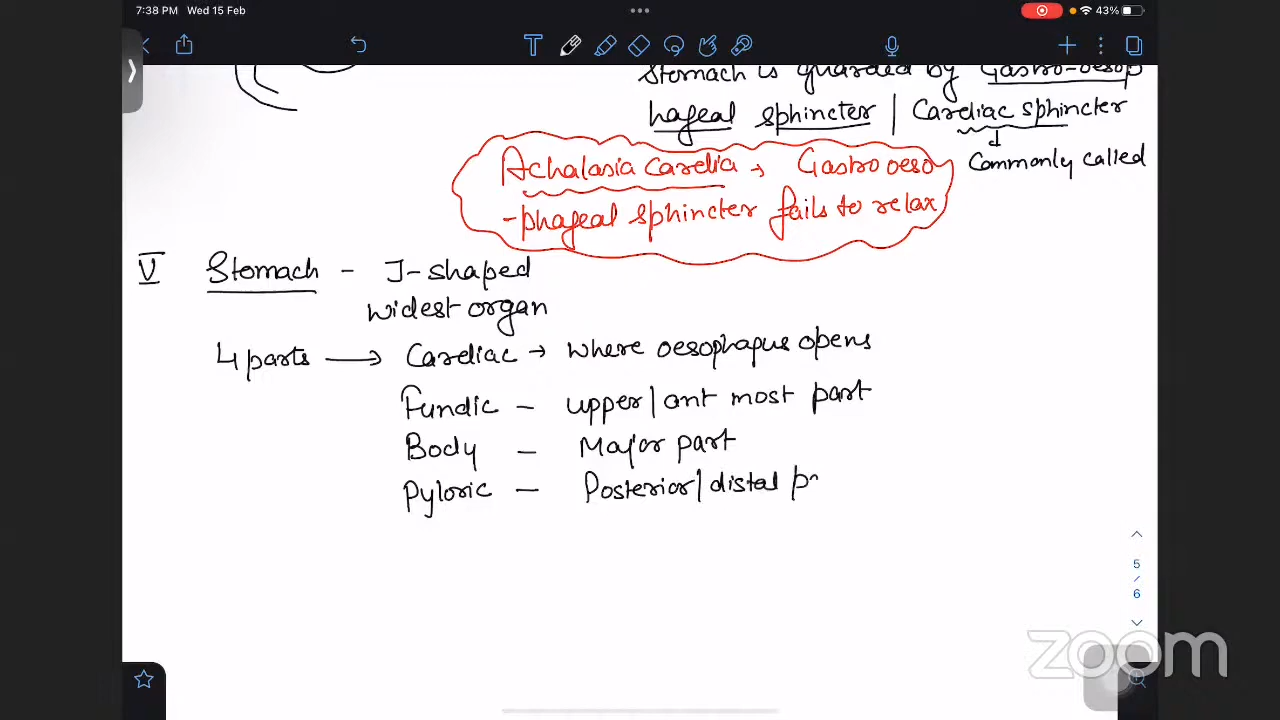 7:38 PM Wed 15 Feb
43%
Stomach is guarded by Gastro-oesop
hageal sphincter | Cardiac sphincter
Commonly called
Achalasia cardia → Gastro oeso
-phageal sphincter fails to relax
V Stomach - J-shaped
widest organ
4 parts → Cardiac → where oesophagus opens
Fundic - upper/ant most part
Body - Major part
Pyloric - Posterior/distal
5
/
6
zoom